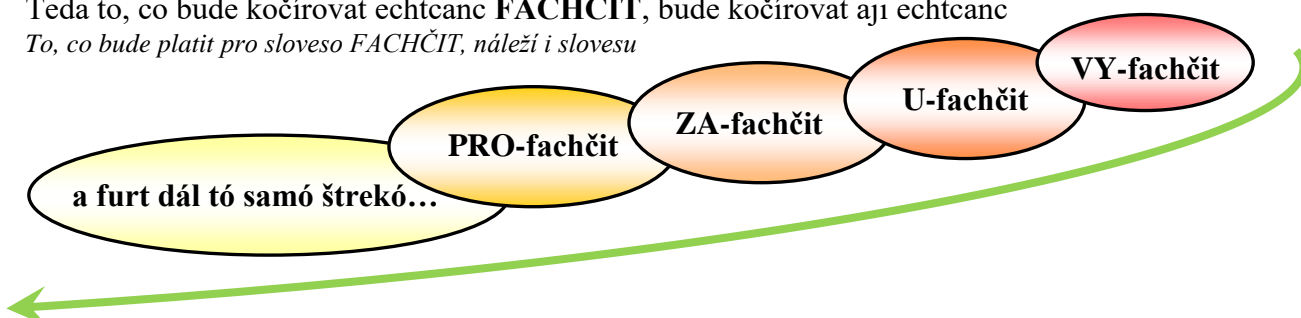 Teda to, co bude kočírovat echtcanc FACHČIT, bude kočírovat ají echtcanc
To, co bude platit pro sloveso FACHČIT, náleží i slovesu
VY-fachčit
U-fachčit
ZA-fachčit
PRO-fachčit
a furt dál tó samó štrekó…